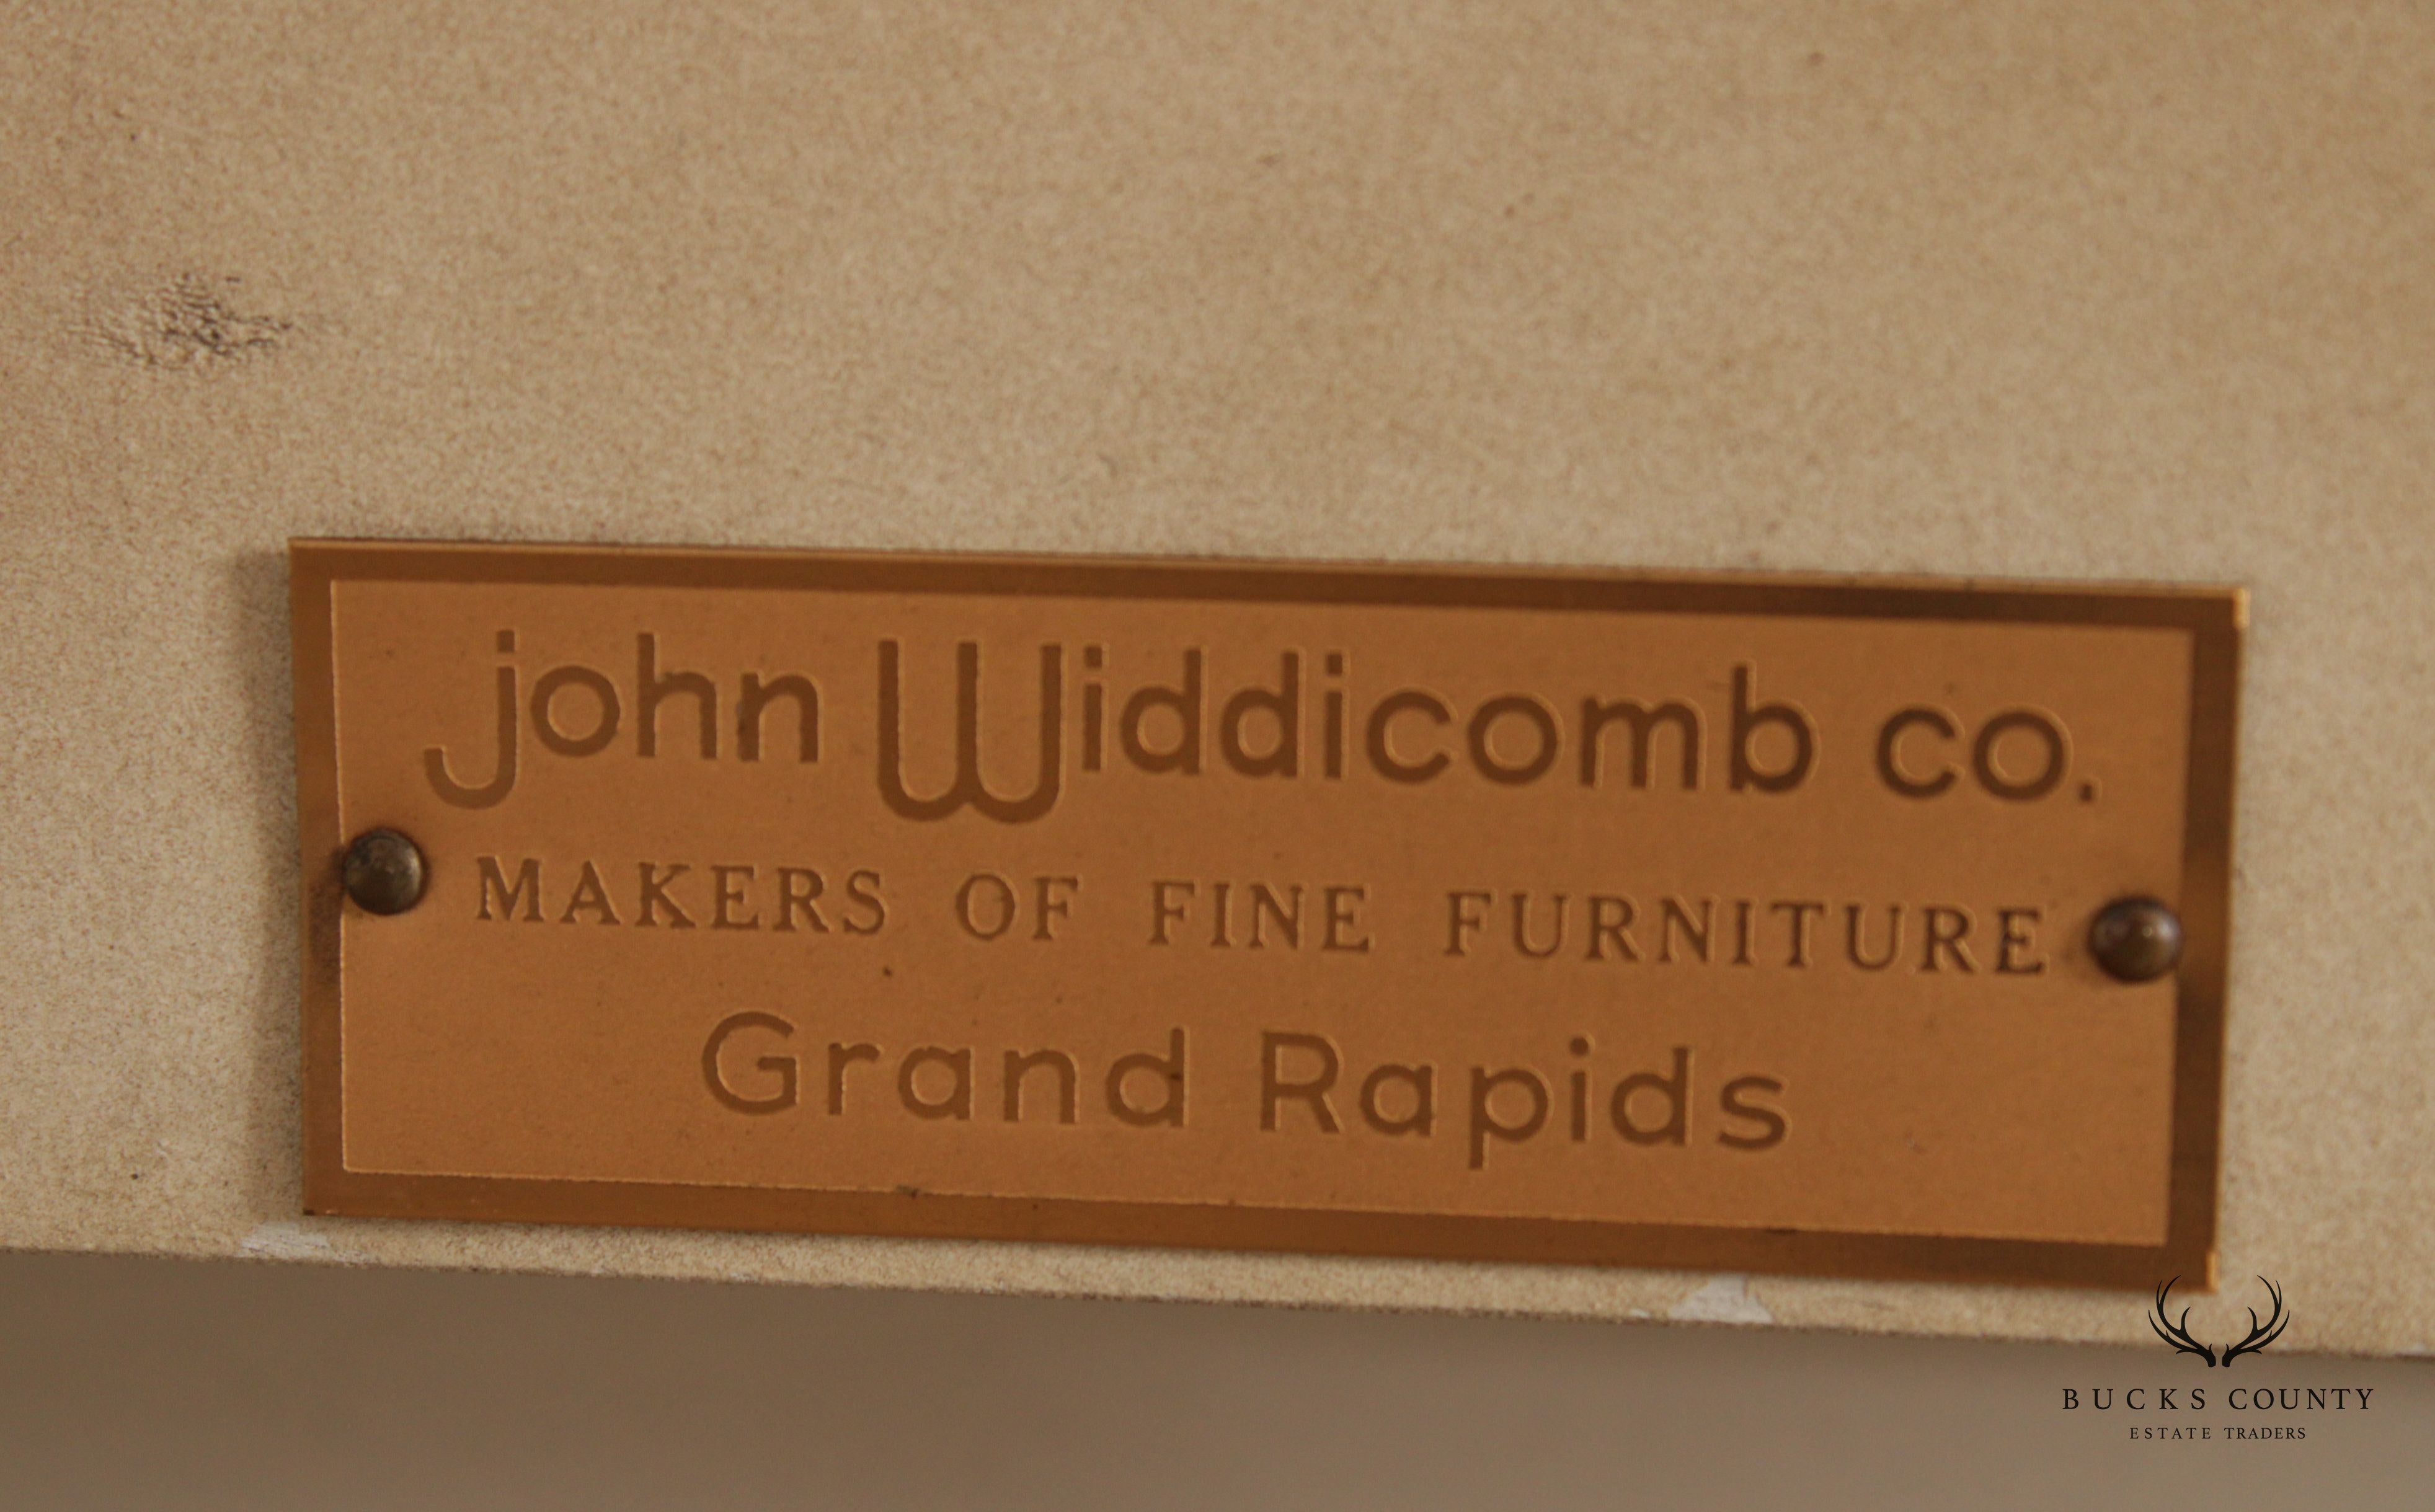 john Widdicomb co.
MAKERS OF FINE FURNITURE
Grand Rapids
BUCKS COUNTY
ESTATE TRADERS